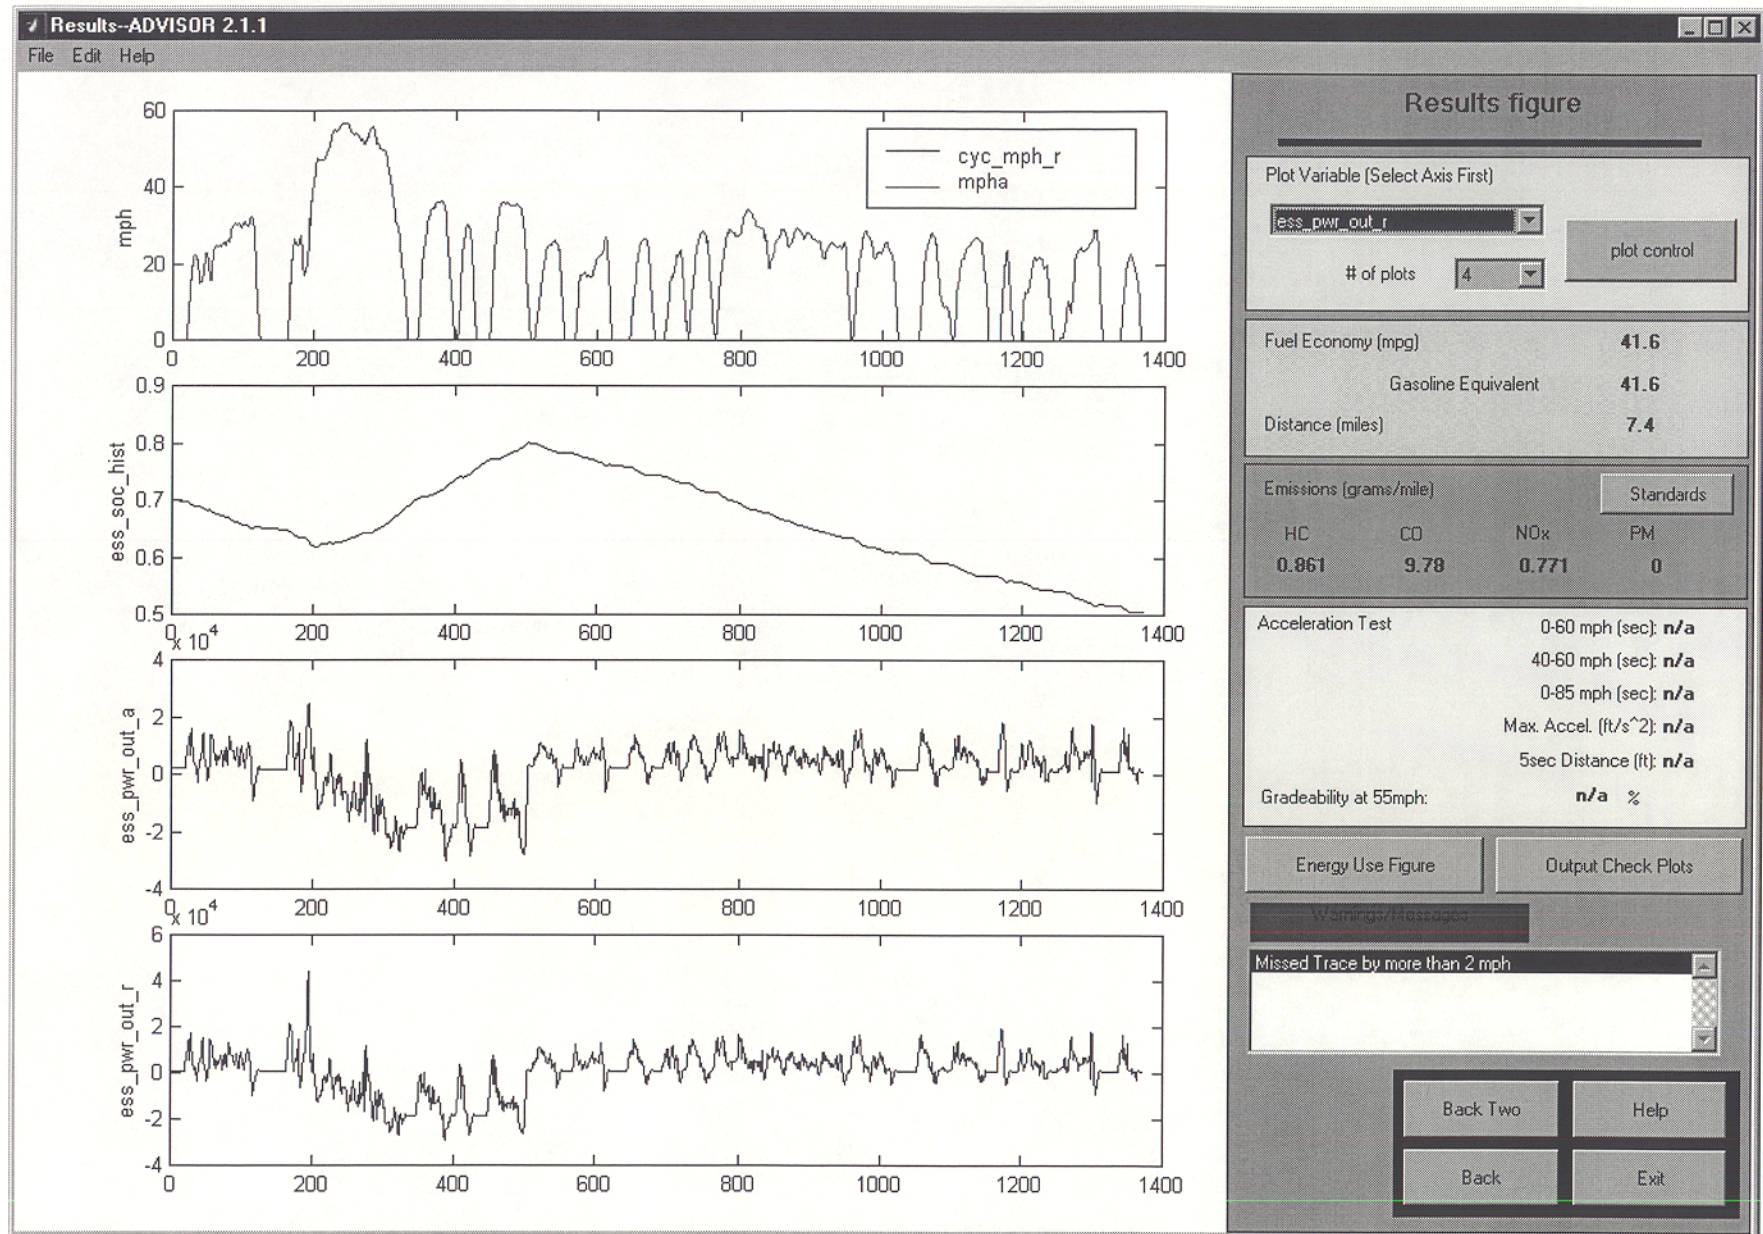 Results--ADVISOR 2.1.1
File Edit Help
60
40
20
0
mph
cyc_mph_r
mpha
0 200 400 600 800 1000 1200 1400
0.9
0.8
0.7
0.6
0.5
ess_soc_hist
0 200 400 600 800 1000 1200 1400
x 10^4
4
2
0
-2
-4
ess_pwr_out_a
0 200 400 600 800 1000 1200 1400
x 10^4
6
4
2
0
-2
-4
ess_pwr_out_r
0 200 400 600 800 1000 1200 1400
Results figure
Plot Variable (Select Axis First)
ess_pwr_out_r
plot control
# of plots 4
Fuel Economy (mpg) 41.6
Gasoline Equivalent 41.6
Distance (miles) 7.4
Emissions (grams/mile) Standards
HC CO NOx PM
0.861 9.78 0.771 0
Acceleration Test 0-60 mph (sec): n/a
40-60 mph (sec): n/a
0-85 mph (sec): n/a
Max. Accel. (ft/s^2): n/a
5sec Distance (ft): n/a
Gradeability at 55mph: n/a %
Energy Use Figure Output Check Plots
Warnings/Messages
Missed Trace by more than 2 mph
Back Two Help
Back Exit